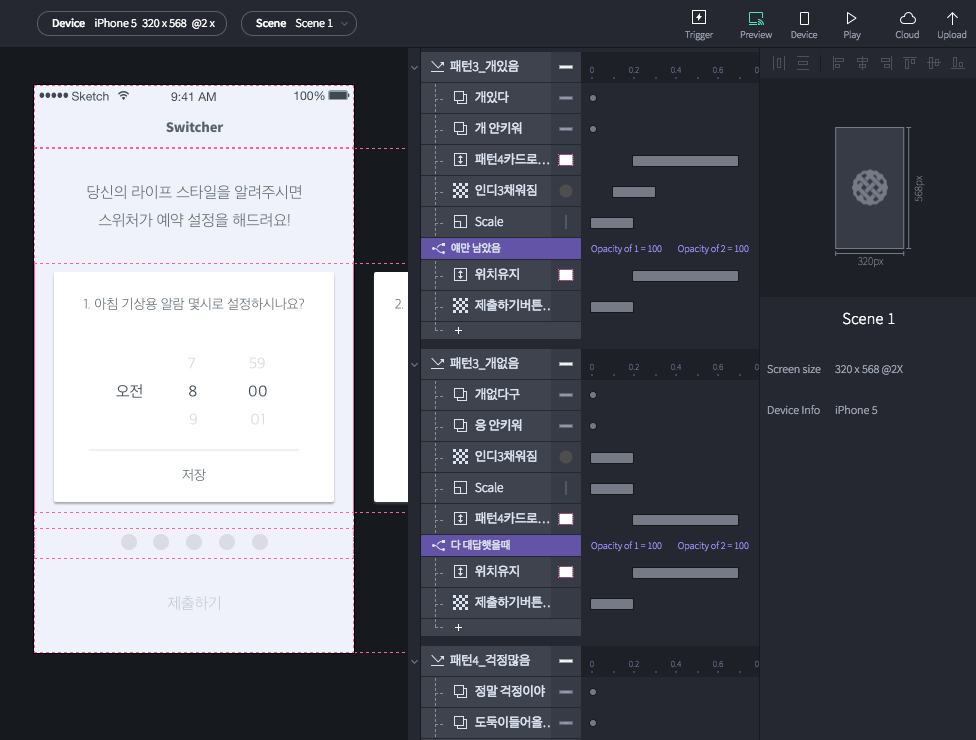 Device iPhone 5 320 x 568 @2 x
Scene Scene 1
Trigger
Preview
Device
Play
Cloud
Upload
Sketch
9:41 AM
100%
Switcher
당신의 라이프 스타일을 알려주시면
스위처가 예약 설정을 해드려요!
1. 아침 기상용 알람 몇시로 설정하시나요?
7 59
오전 8 00
9 01
저장
2.
제출하기
패턴3_개있음
0 0.2 0.4 0.6 0
개있다
개 안키워
패턴4카드로...
인디3채워짐
Scale
얘만 남았음
Opacity of 1 = 100 Opacity of 2 = 100
위치유지
제출하기버튼..
+
패턴3_개없음
0 0.2 0.4 0.6 0
개없다구
응 안키워
인디3채워짐
Scale
패턴4카드로...
다 대답햇을때
Opacity of 1 = 100 Opacity of 2 = 100
위치유지
제출하기버튼..
+
패턴4_걱정많음
0 0.2 0.4 0.6 0
정말 걱정이야
도둑이들어올..
568px
320px
Scene 1
Screen size 320 x 568 @2X
Device Info iPhone 5